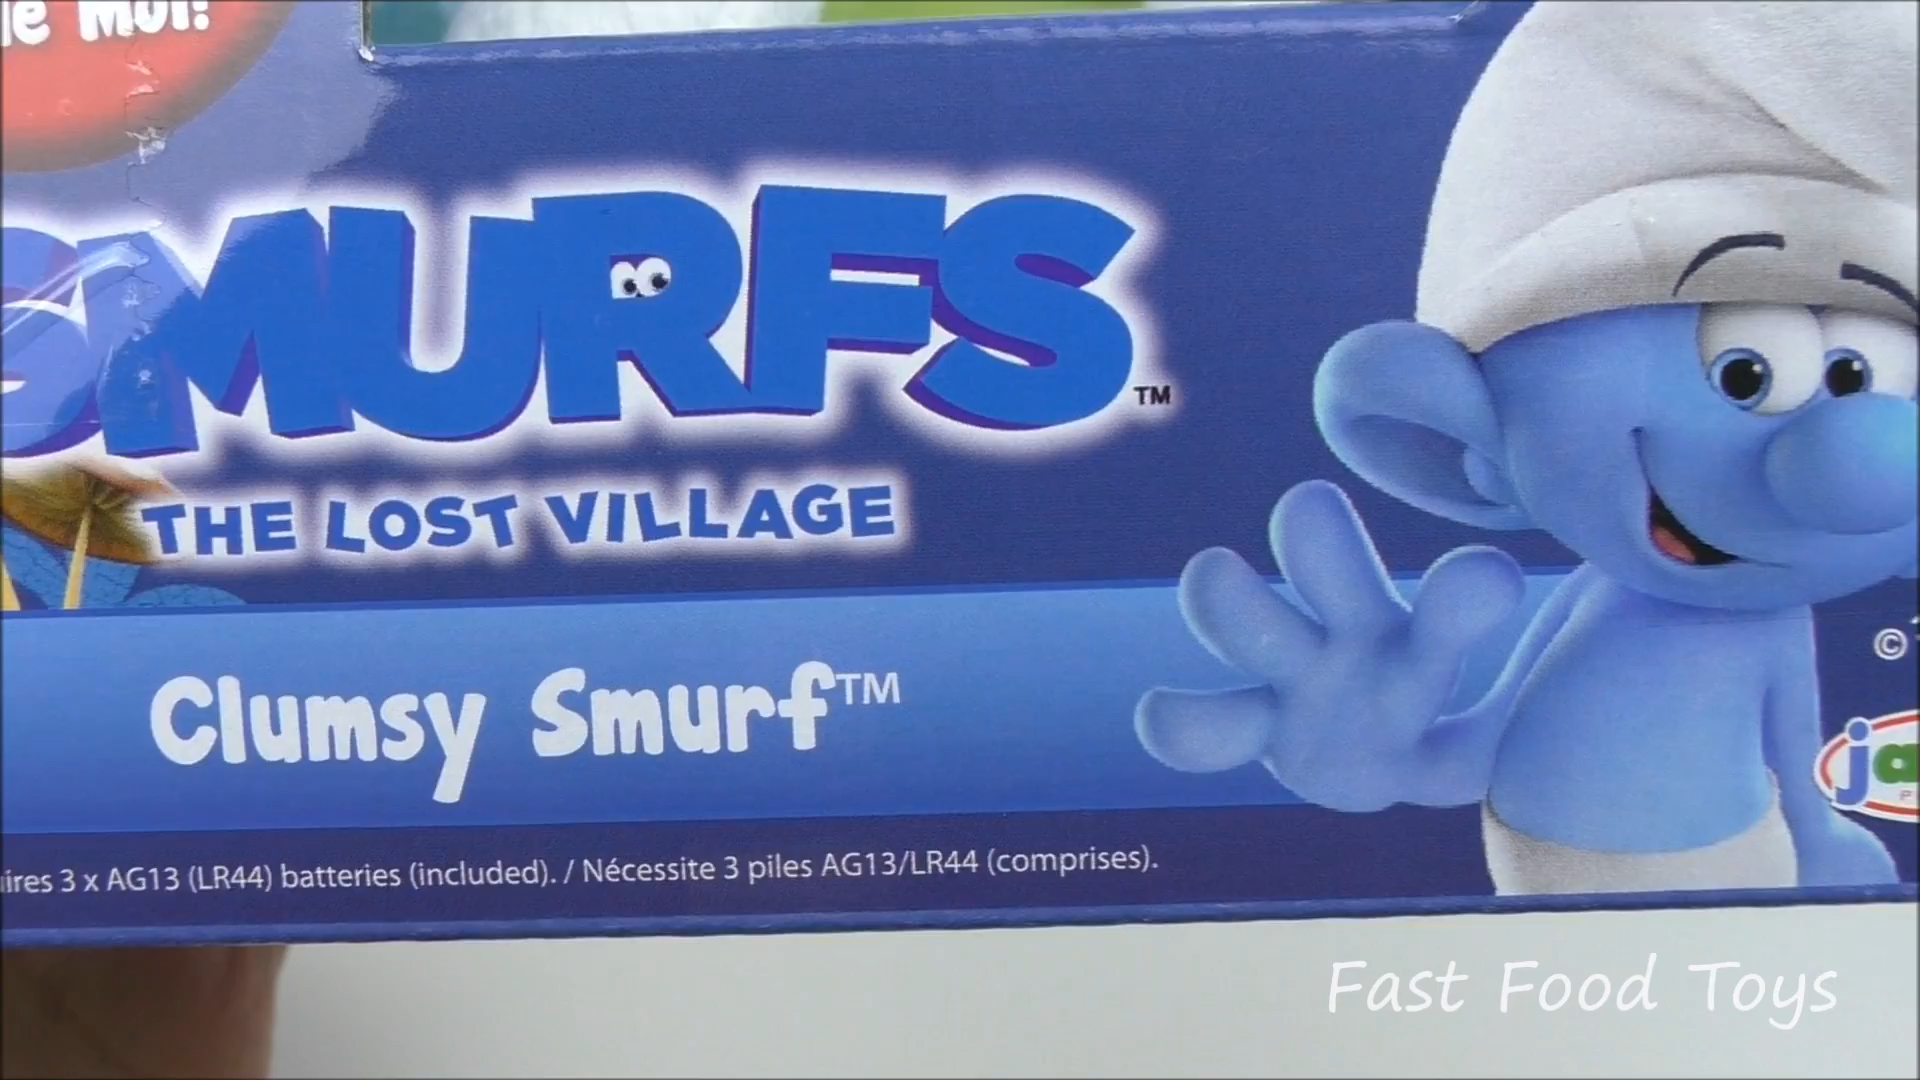 Moi!
SMURFS™
THE LOST VILLAGE
Clumsy Smurf™
3 x AG13 (LR44) batteries (included). / Nécessite 3 piles AG13/LR44 (comprises).
©
Fast Food Toys